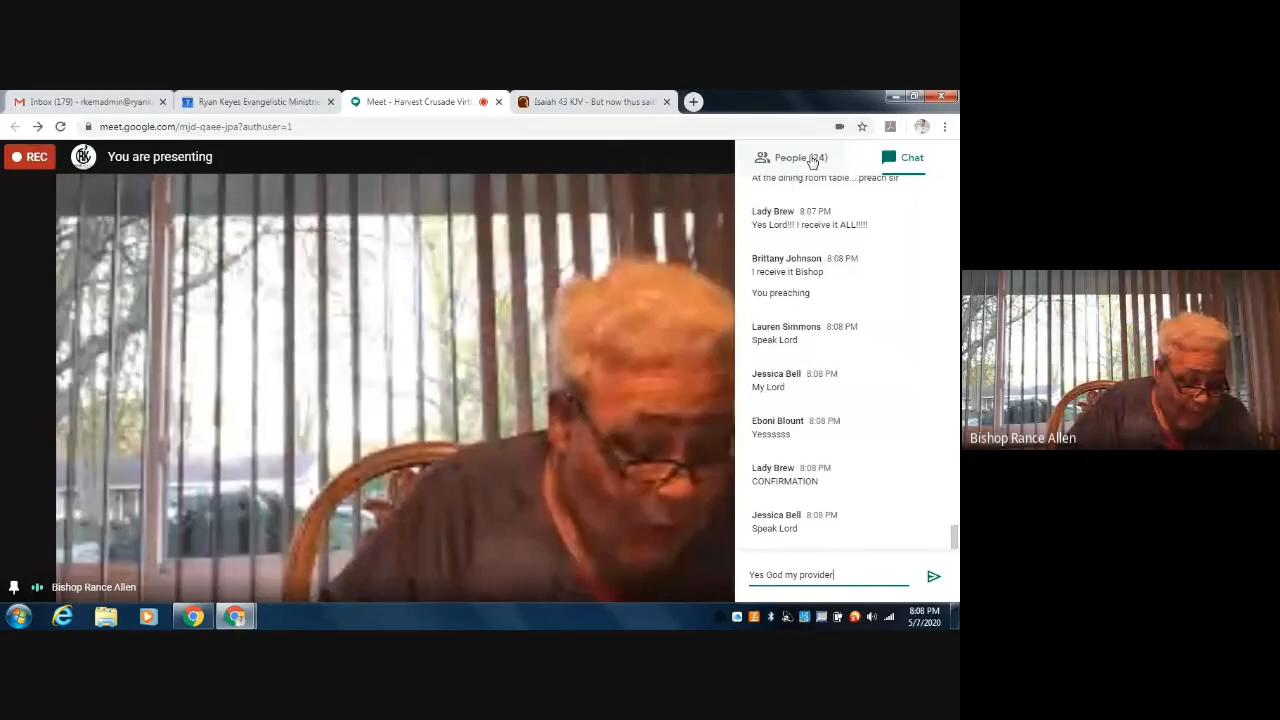 Inbox (179) - rkemadmin@ryank
Ryan Keyes Evangelistic Ministrie
Meet - Harvest Crusade Virtu
Isaiah 43 KJV - But now thus sait
meet.google.com/mjd-qaee-jpa?authuser=1
REC
You are presenting
People (24)
Chat
At the dining room table....preach sir
Lady Brew 8:07 PM
Yes Lord!!! I receive it ALL!!!!!
Brittany Johnson 8:08 PM
I receive it Bishop
You preaching
Lauren Simmons 8:08 PM
Speak Lord
Jessica Bell 8:08 PM
My Lord
Eboni Blount 8:08 PM
Yessssss
Lady Brew 8:08 PM
CONFIRMATION
Jessica Bell 8:08 PM
Speak Lord
Yes God my provider
Bishop Rance Allen
Bishop Rance Allen
8:08 PM
5/7/2020